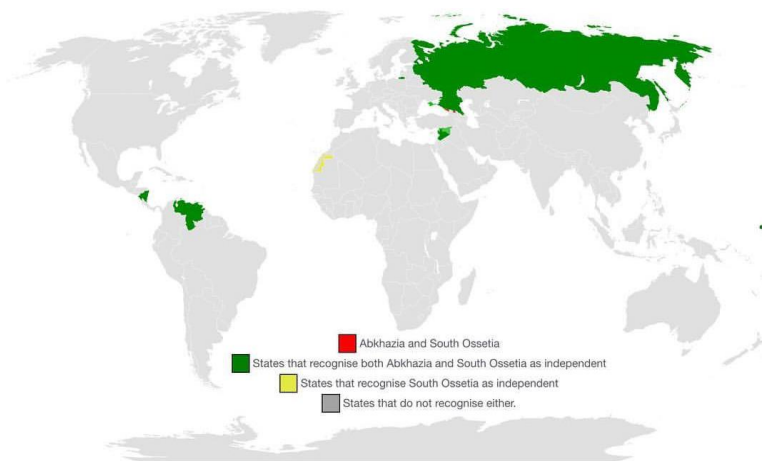 Abkhazia and South Ossetia
States that recognise both Abkhazia and South Ossetia as independent
States that recognise South Ossetia as independent
States that do not recognise either.